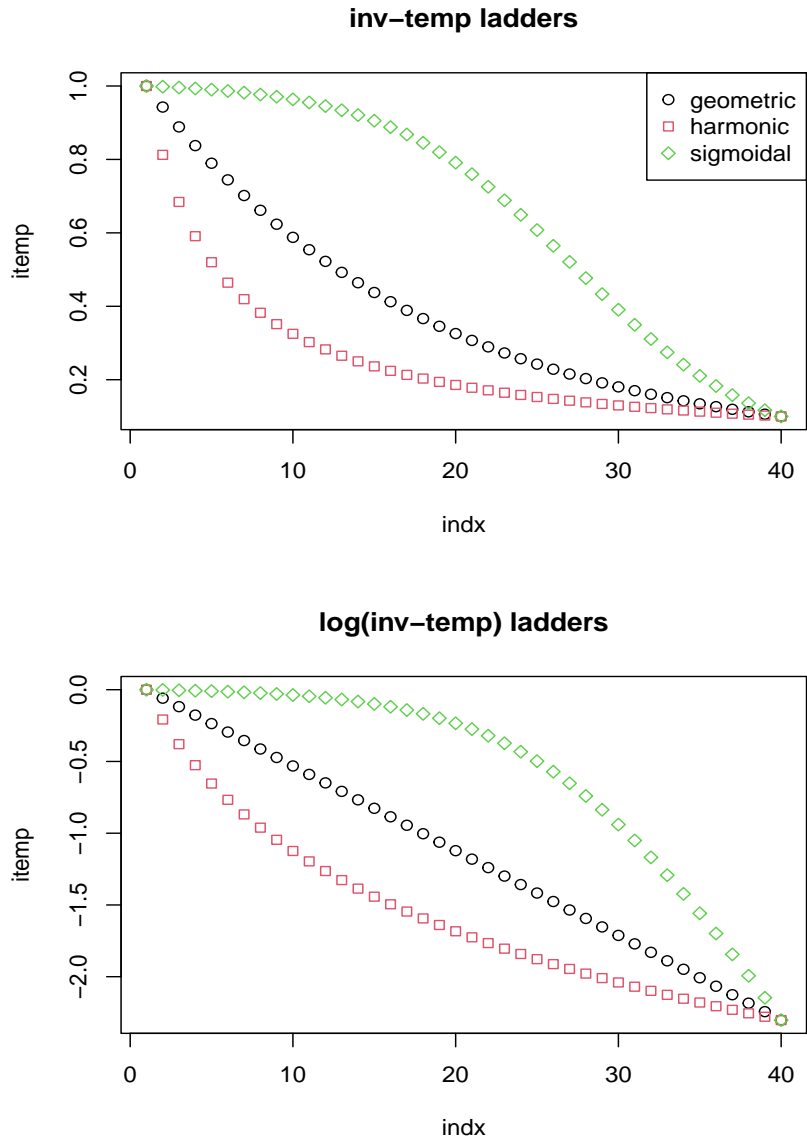 inv−temp ladders
1.0
0.8
0.6
0.4
0.2
itemp
geometric
harmonic
sigmoidal
0 10 20 30 40
indx
log(inv−temp) ladders
0.0
−0.5
−1.0
−1.5
−2.0
itemp
0 10 20 30 40
indx